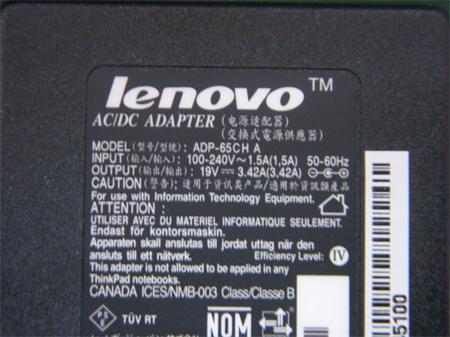 lenovo TM
AC/DC ADAPTER (电源适配器)
(交換式電源供應器)
MODEL (型号/型號): ADP-65CH A
INPUT (输入/輸入): 100-240V~1.5A(1,5A) 50-60Hz
OUTPUT (输出/輸出): 19V⎓3.42A(3,42A)
CAUTION (警告): 适用于资讯类产品/適用於資訊類産品
For use with Information Technology Equipment.
ATTENTION :
UTILISER AVEC DU MATERIEL INFORMATIQUE SEULEMENT.
Endast för kontorsmaskin.
Apparaten skall anslutas till jordat uttag när den
ansluts till ett nätverk. Efficiency Level: IV
This adapter is not allowed to be applied in any
ThinkPad notebooks.
CANADA ICES/NMB-003 Class/Classe B
TÜV RT
NOM
5100